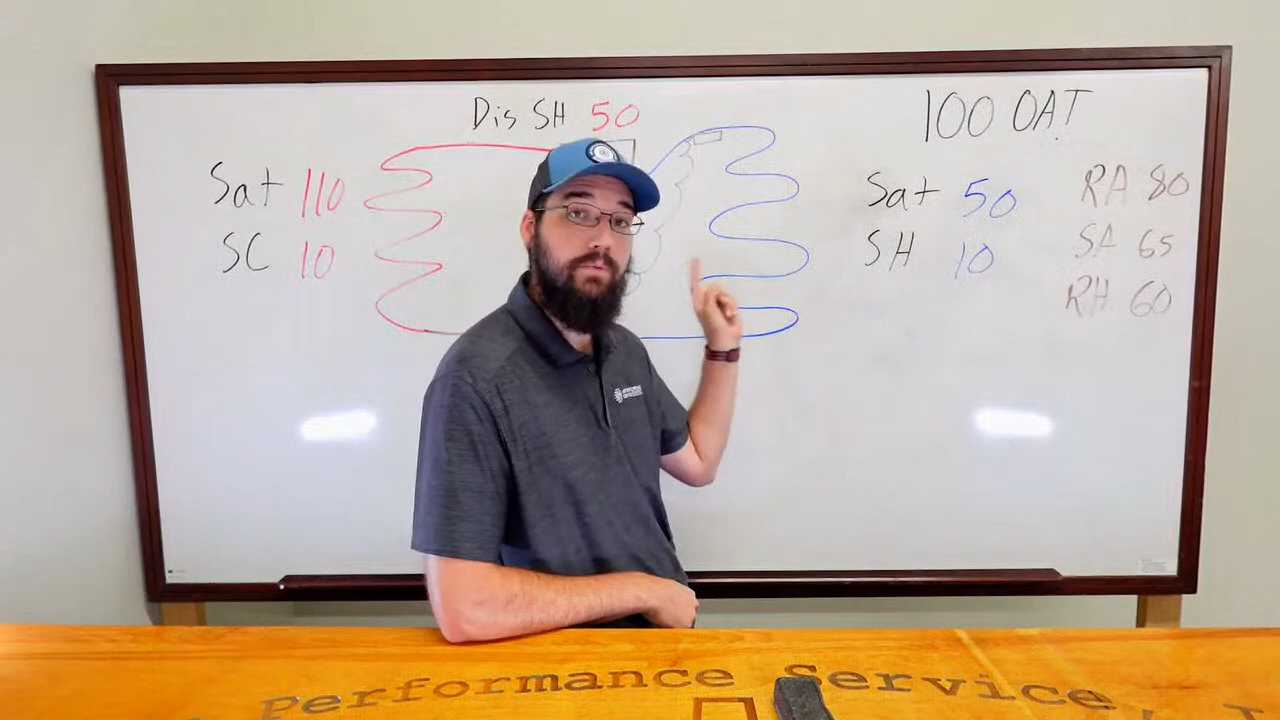 Dis SH 50
100 OAT
Sat 110
SC 10
Sat 50
SH 10
RA 80
SA 65
RH 60
Performance Service,